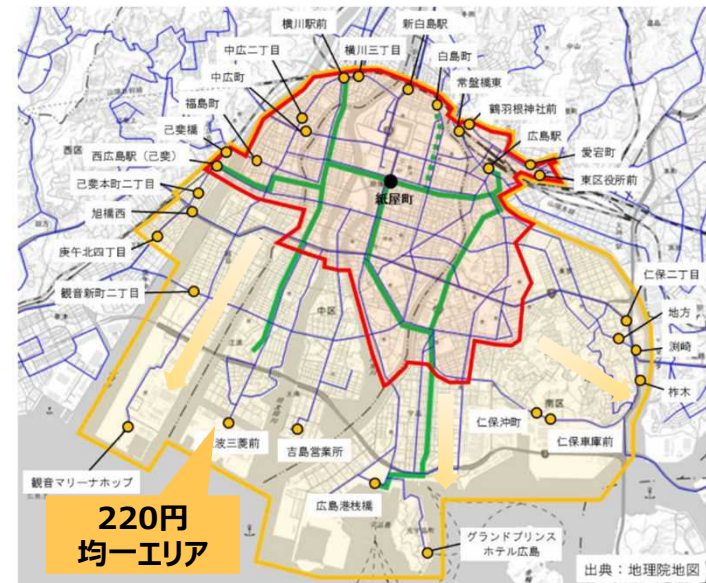 横川駅前
新白島駅
中広二丁目
横川三丁目
白島町
中広町
常盤橋東
福島町
鶴羽根神社前
己斐橋
広島駅
愛宕町
西広島駅（己斐）
東区役所前
己斐本町二丁目
紙屋町
旭橋西
庚午北四丁目
仁保二丁目
観音新町二丁目
地方
中区
渕崎
柞木
南区
仁保沖町
波三菱前
吉島営業所
仁保車庫前
観音マリーナホップ
広島港桟橋
220円
均一エリア
グランドプリンス
ホテル広島
出典：地理院地図
西区